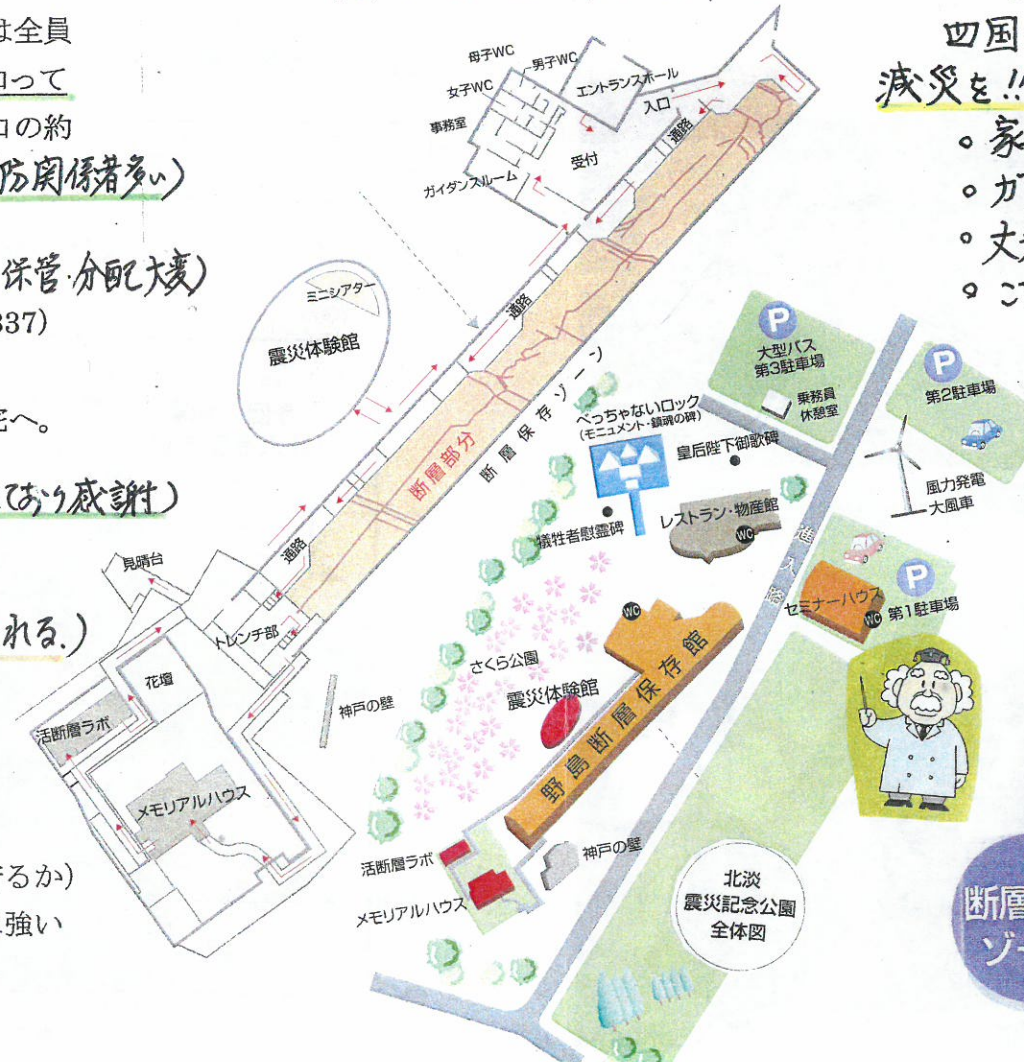 は全員
口の約
防関係者多い)
保管・分配大変)
337)
宅へ。
ており感謝性)
れる.)
するか)
強い
四国
減災を!!
母子WC
男子WC
女子WC
エントランスホール
事務室
入口
通路
受付
ガイダンスルーム
ミニシアター
震災体験館
通路
断層保存ゾーン
断層部分
通路
見晴台
トレンチ部
花壇
活断層ラボ
メモリアルハウス
神戸の壁
P
大型バス
第3駐車場
乗務員
休憩室
P
第2駐車場
べっちゃないロック
(モニュメント・鎮魂の碑)
皇后陛下御歌碑
風力発電
大風車
犠牲者慰霊碑
レストラン・物産館
WC
進入路
セミナーハウス
WC
P
第1駐車場
さくら公園
WC
震災体験館
野島断層保存館
活断層ラボ
メモリアルハウス
神戸の壁
北淡
震災記念公園
全体図
断層
ゾー